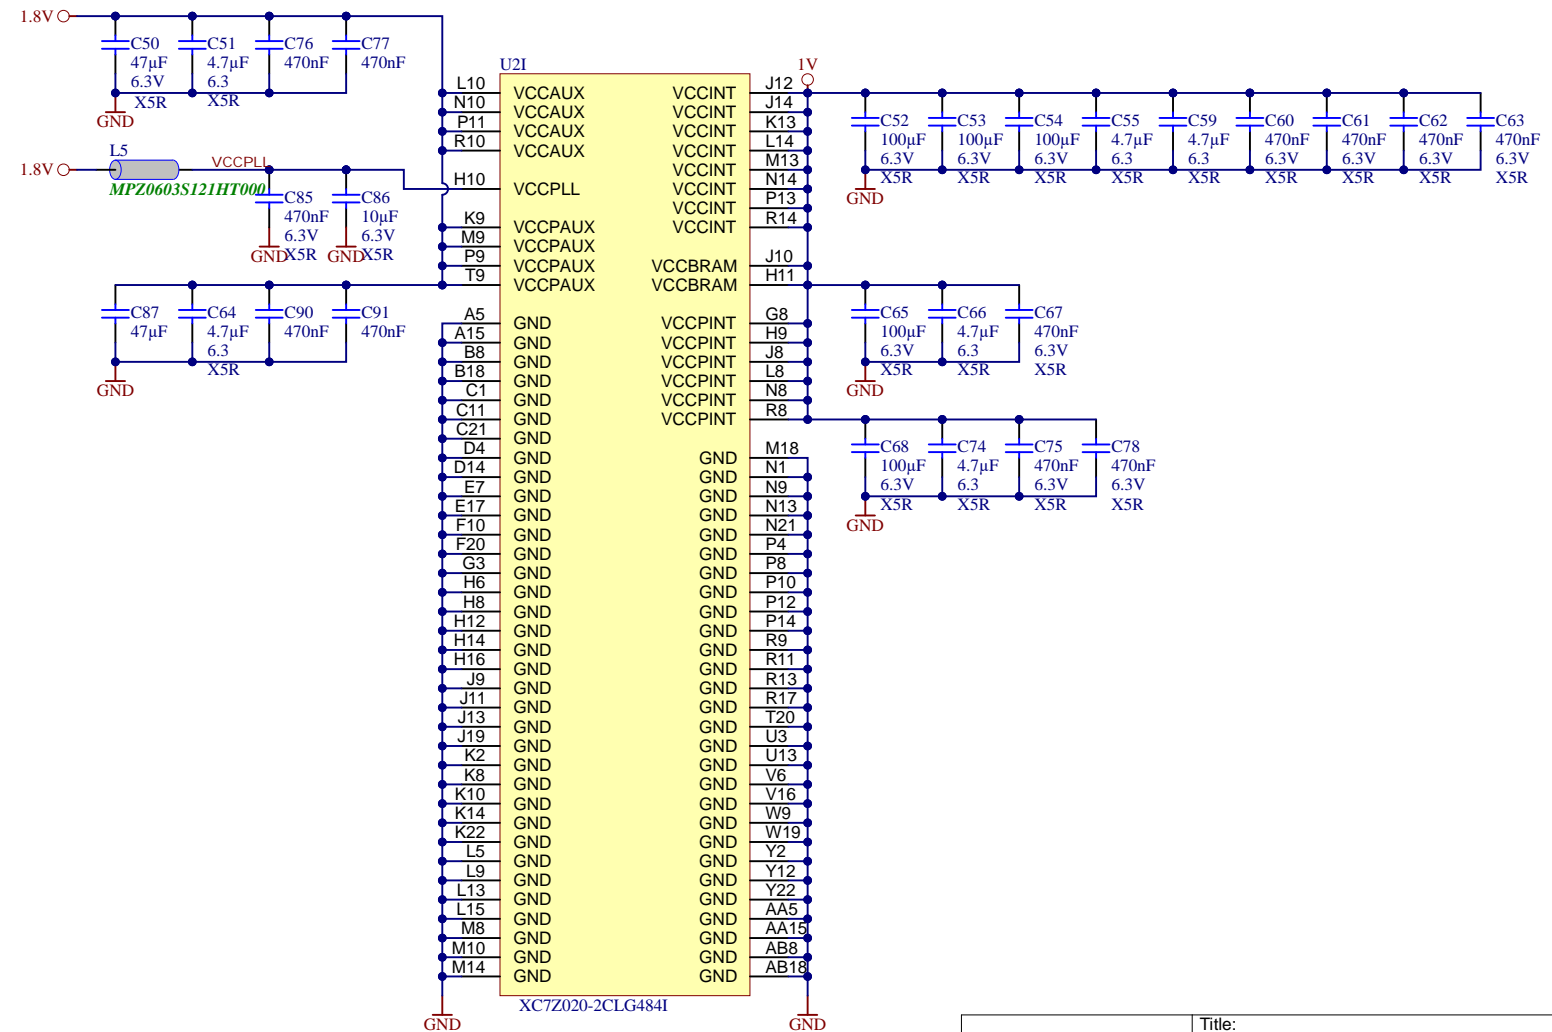 1.8V
C50
47µF
6.3V
X5R
C51
4.7µF
6.3
X5R
C76
470nF
C77
470nF
GND
1.8V
L5
MPZ0603S121HT000
VCCPLL
C85
470nF
6.3V
X5R
GND
C86
10µF
6.3V
X5R
GND
C87
47µF
C64
4.7µF
6.3
X5R
C90
470nF
C91
470nF
GND
U2I
L10 VCCAUX
N10 VCCAUX
P11 VCCAUX
R10 VCCAUX
H10 VCCPLL
K9 VCCPAUX
M9 VCCPAUX
P9 VCCPAUX
T9 VCCPAUX
A5 GND
A15 GND
B8 GND
B18 GND
C1 GND
C11 GND
C21 GND
D4 GND
D14 GND
E7 GND
E17 GND
F10 GND
F20 GND
G3 GND
H6 GND
H8 GND
H12 GND
H14 GND
H16 GND
J9 GND
J11 GND
J13 GND
J19 GND
K2 GND
K8 GND
K10 GND
K14 GND
K22 GND
L5 GND
L9 GND
L13 GND
L15 GND
M8 GND
M10 GND
M14 GND
GND
VCCINT J12
VCCINT J14
VCCINT K13
VCCINT L14
VCCINT M13
VCCINT N14
VCCINT P13
VCCINT R14
VCCBRAM J10
VCCBRAM H11
VCCPINT G8
VCCPINT H9
VCCPINT J8
VCCPINT L8
VCCPINT N8
VCCPINT R8
GND M18
GND N1
GND N9
GND N13
GND N21
GND P4
GND P8
GND P10
GND P12
GND P14
GND R9
GND R11
GND R13
GND R17
GND T20
GND U3
GND U13
GND V6
GND V16
GND W9
GND W19
GND Y2
GND Y12
GND Y22
GND AA5
GND AA15
GND AB8
GND AB18
GND
XC7Z020-2CLG484I
1V
C52
100µF
6.3V
X5R
C53
100µF
6.3V
X5R
C54
100µF
6.3V
X5R
C55
4.7µF
6.3
X5R
C59
4.7µF
6.3
X5R
C60
470nF
6.3V
X5R
C61
470nF
6.3V
X5R
C62
470nF
6.3V
X5R
C63
470nF
6.3V
X5R
GND
C65
100µF
6.3V
X5R
C66
4.7µF
6.3
X5R
C67
470nF
6.3V
X5R
GND
C68
100µF
6.3V
X5R
C74
4.7µF
6.3
X5R
C75
470nF
6.3V
X5R
C78
470nF
6.3V
X5R
GND
Title: